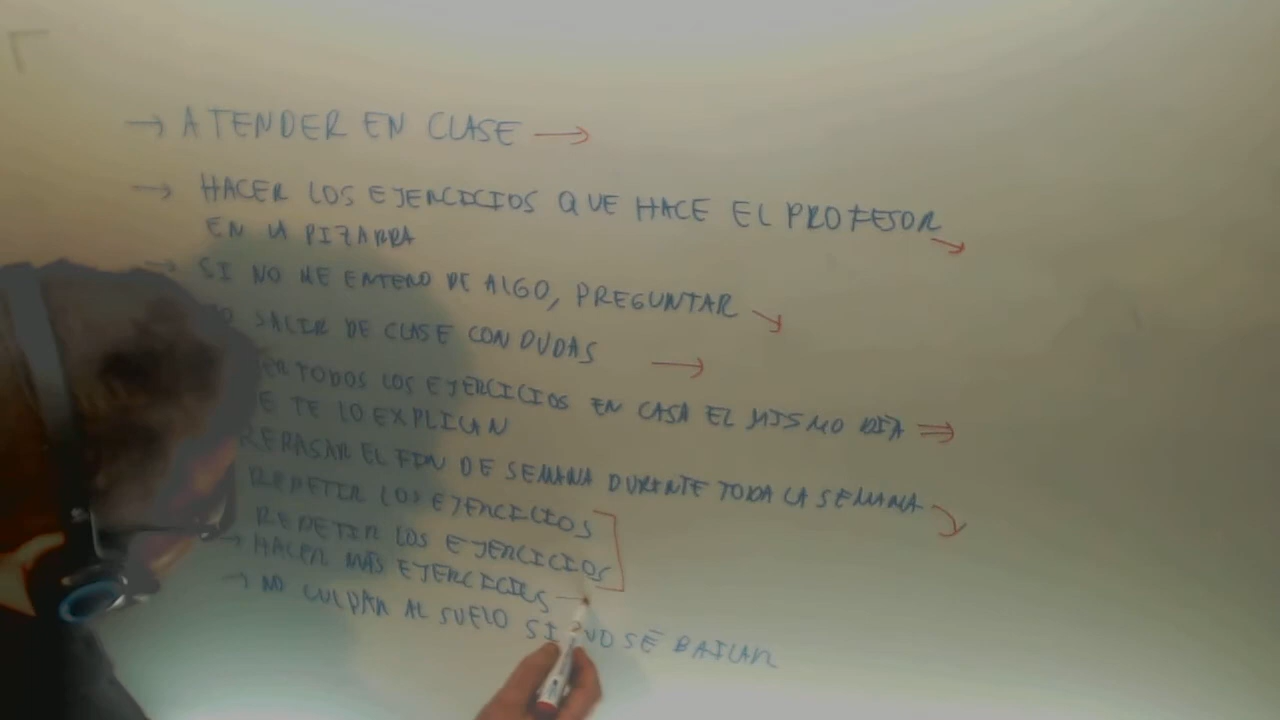 → ATENDER EN CLASE →
→ HACER LOS EJERCICIOS QUE HACE EL PROFESOR
EN LA PIZARRA
→ SI NO ME ENTERO DE ALGO, PREGUNTAR
SALIR DE CLASE CON DUDAS
TODOS LOS EJERCICIOS EN CASA EL MISMO DÍA
TE LO EXPLICAN
REPASAR EL FIN DE SEMANA DURANTE TODA LA SEMANA
REPETIR LOS EJERCICIOS
REPETIR LOS EJERCICIOS
→ HACER MÁS EJERCICIOS →
→ NO CULPAR AL SUELO SI NO SÉ BAILAR